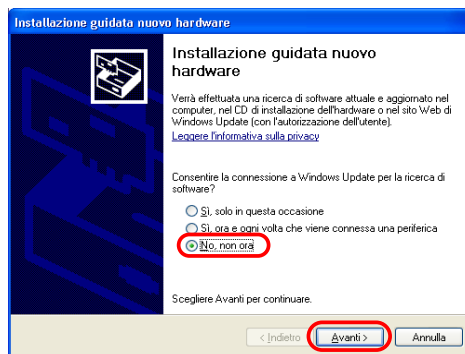 Installazione guidata nuovo hardware
Installazione guidata nuovo
hardware
Verrà effettuata una ricerca di software attuale e aggiornato nel
computer, nel CD di installazione dell'hardware o nel sito Web di
Windows Update (con l'autorizzazione dell'utente).
Leggere l'informativa sulla privacy
Consentire la connessione a Windows Update per la ricerca di
software?
Sì, solo in questa occasione
Sì, ora e ogni volta che viene connessa una periferica
No, non ora
Scegliere Avanti per continuare.
< Indietro Avanti > Annulla